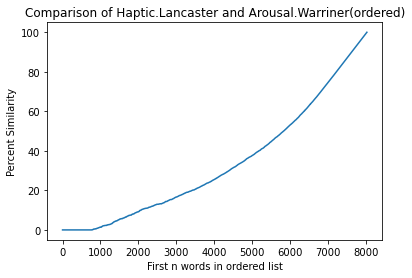 Comparison of Haptic.Lancaster and Arousal.Warriner(ordered)
100
80
60
40
20
0
Percent Similarity
0 1000 2000 3000 4000 5000 6000 7000 8000
First n words in ordered list